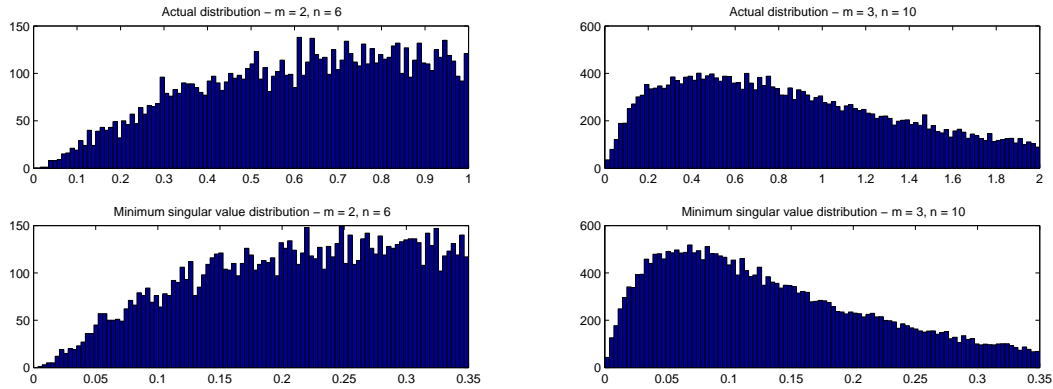 Actual distribution – m = 2, n = 6
150
100
50
0
0 0.1 0.2 0.3 0.4 0.5 0.6 0.7 0.8 0.9 1
Actual distribution – m = 3, n = 10
600
400
200
0
0 0.2 0.4 0.6 0.8 1 1.2 1.4 1.6 1.8 2
Minimum singular value distribution – m = 2, n = 6
150
100
50
0
0.05 0.1 0.15 0.2 0.25 0.3 0.35
Minimum singular value distribution – m = 3, n = 10
600
400
200
0
0 0.05 0.1 0.15 0.2 0.25 0.3 0.35